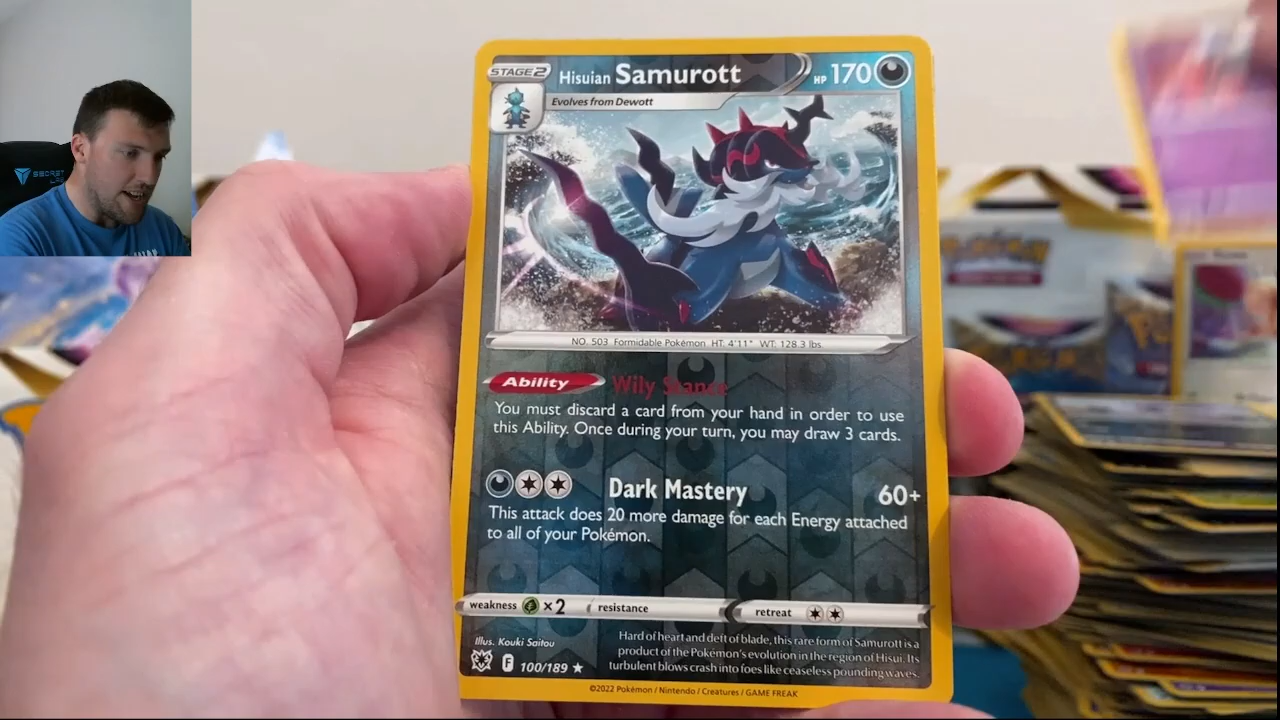 SECRET
STAGE2
Hisuian Samurott
HP 170
Evolves from Dewott
NO. 503 Formidable Pokémon HT: 4'11" WT: 128.3 lbs.
Ability Wily Stance
You must discard a card from your hand in order to use
this Ability. Once during your turn, you may draw 3 cards.
Dark Mastery 60+
This attack does 20 more damage for each Energy attached
to all of your Pokémon.
weakness ×2 resistance retreat
Illus. Kouki Saitou
Hard of heart and deft of blade, this rare form of Samurott is a
product of the Pokémon's evolution in the region of Hisui. Its
turbulent blows crash into foes like ceaseless pounding waves.
F 100/189
©2022 Pokémon / Nintendo / Creatures / GAME FREAK
POKÉMON